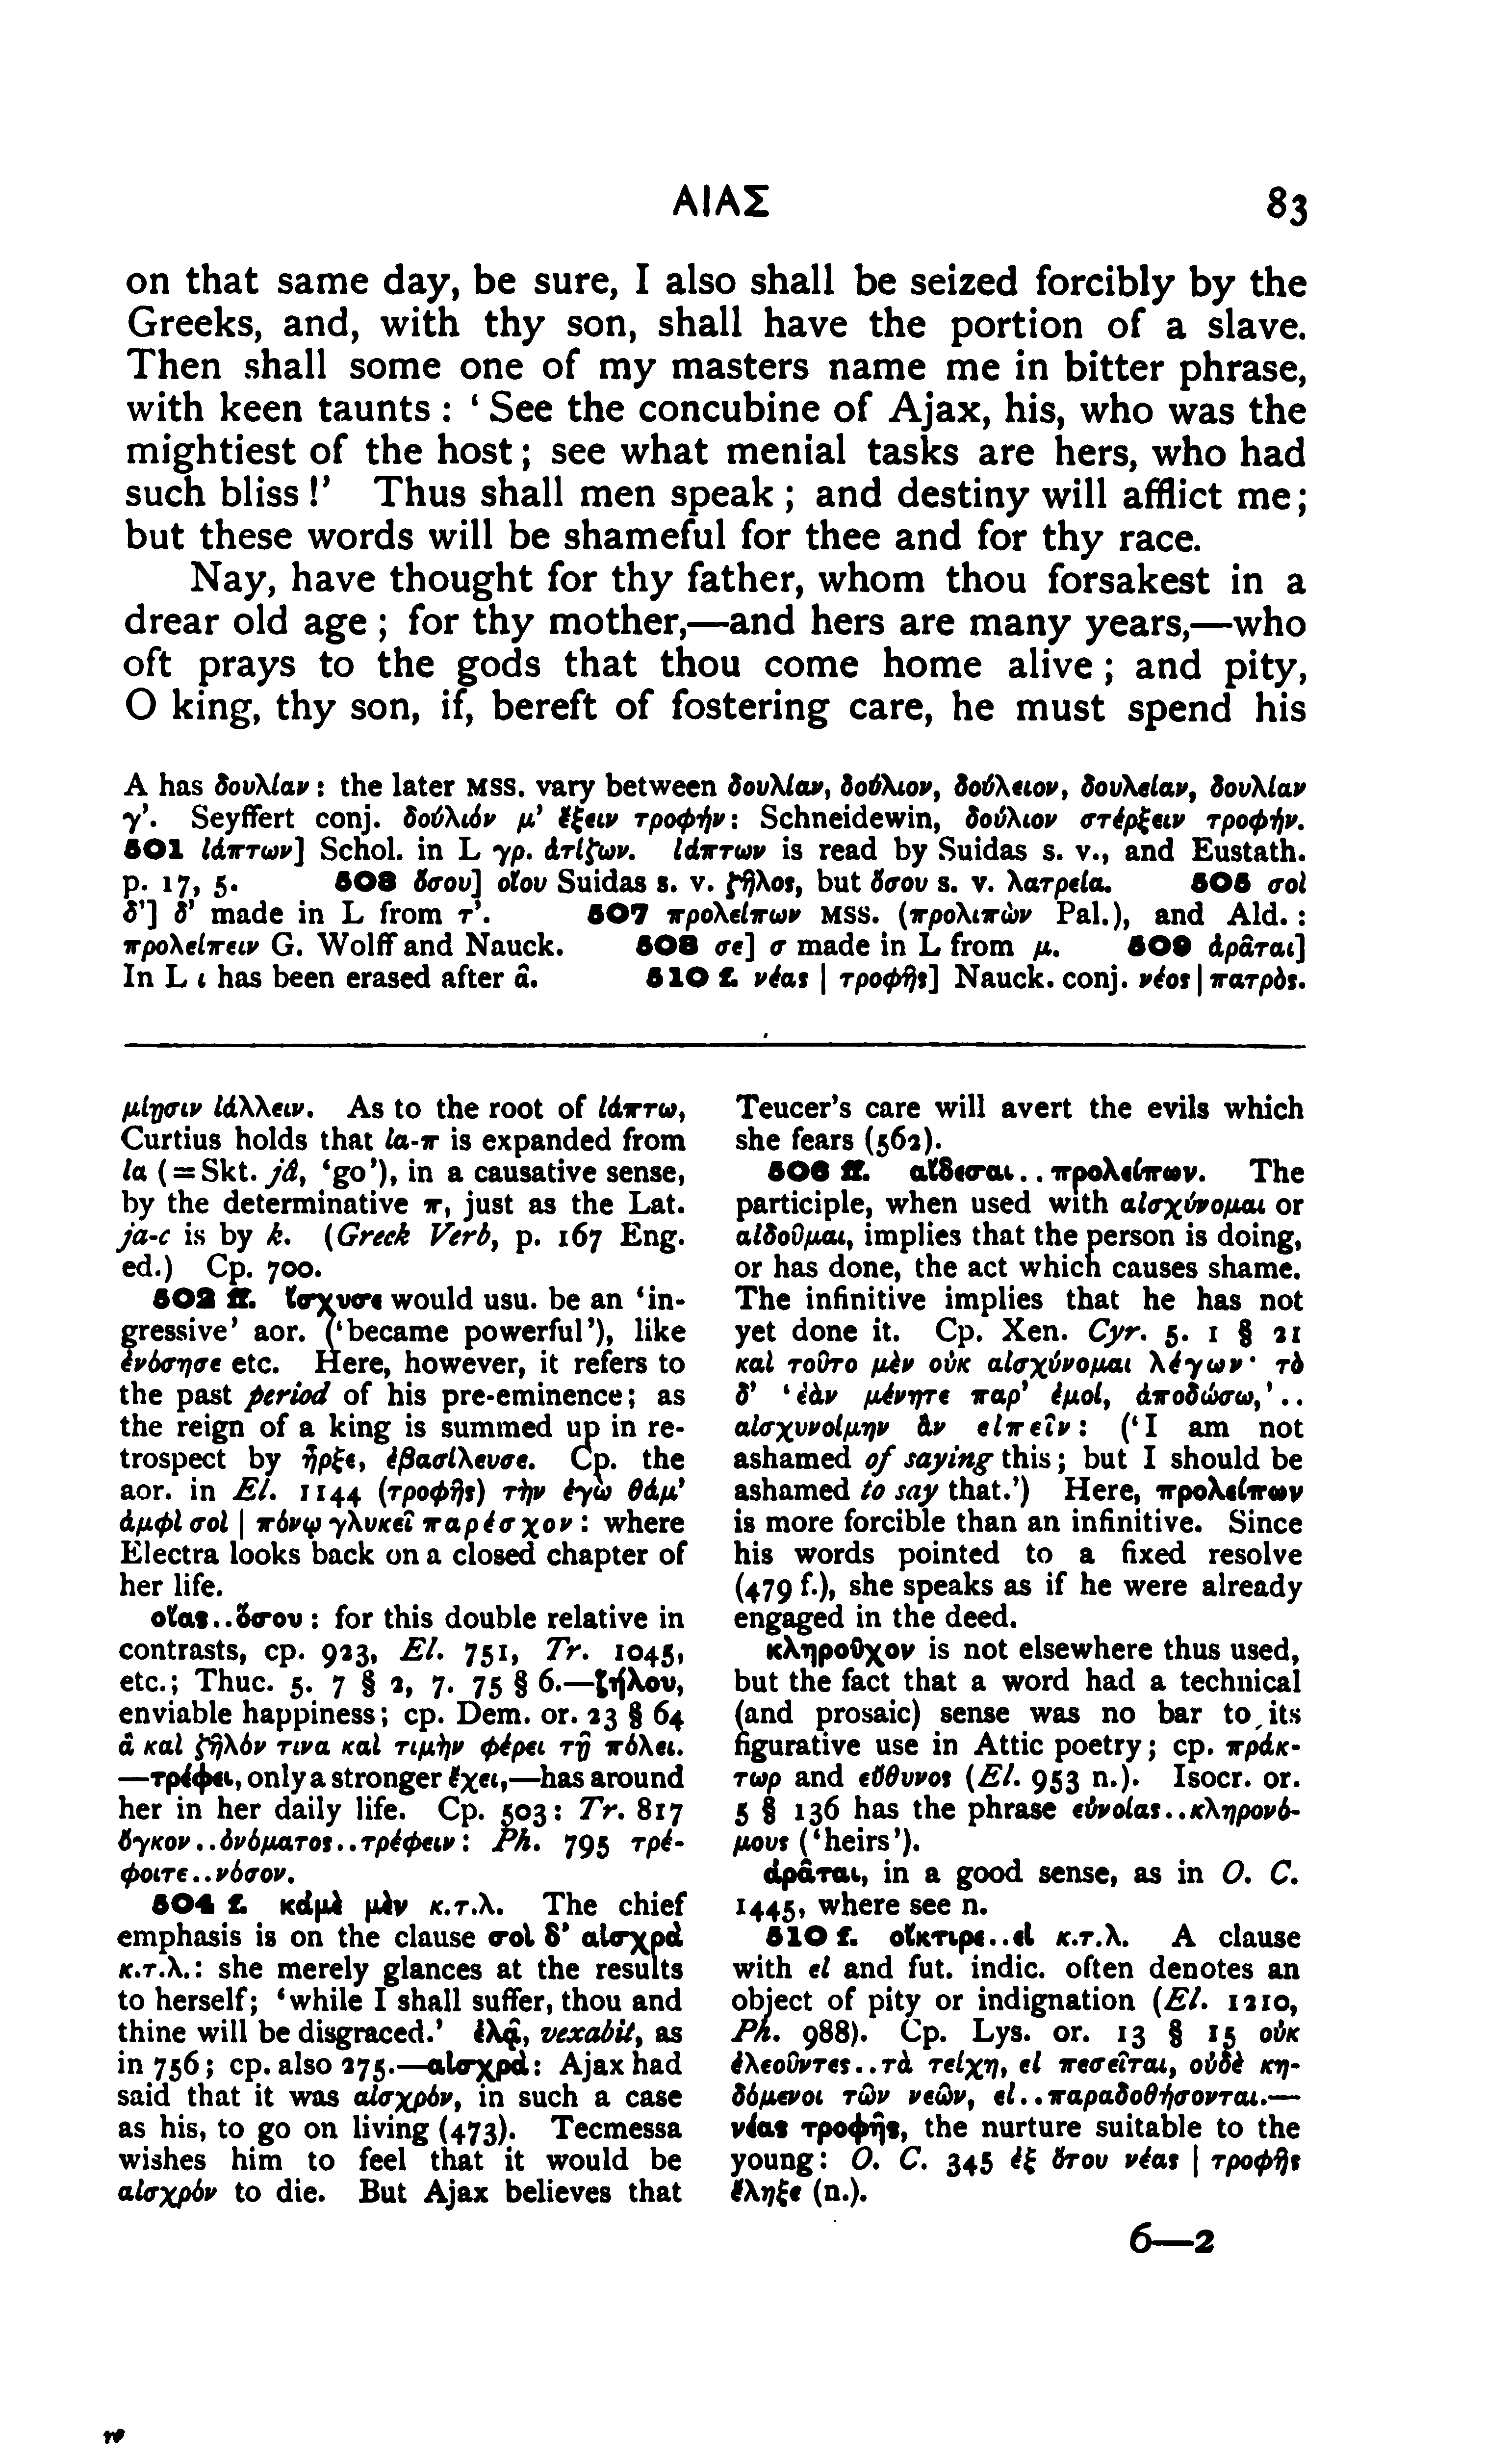 ΑΙΑΣ 83
on that same day, be sure, I also shall be seized forcibly by the
Greeks, and, with thy son, shall have the portion of a slave.
Then shall some one of my masters name me in bitter phrase,
with keen taunts : ‘ See the concubine of Ajax, his, who was the
mightiest of the host ; see what menial tasks are hers, who had
such bliss !’ Thus shall men speak ; and destiny will afflict me ;
but these words will be shameful for thee and for thy race.
Nay, have thought for thy father, whom thou forsakest in a
drear old age ; for thy mother,—and hers are many years,—who
oft prays to the gods that thou come home alive ; and pity,
O king, thy son, if, bereft of fostering care, he must spend his
A has δουλίαν : the later MSS. vary between δουλίαν, δούλιον, δούλειον, δουλείαν, δουλίαν
γ’. Seyffert conj. δούλιόν μ’ ἕξειν τροφήν : Schneidewin, δούλιον στέρξειν τροφήν.
501 ἰάπτων] Schol. in L γρ. ἀτίζων. ἰάπτων is read by Suidas s. v., and Eustath.
p. 17, 5. 503 ὅσου] οἵου Suidas s. v. ζῆλος, but ὅσου s. v. λατρεία. 505 σοὶ
δ’] δ’ made in L from τ’. 507 προλείπων MSS. (προλιπὼν Pal.), and Ald. :
προλείπειν G. Wolff and Nauck. 508 σε] σ made in L from μ. 509 ἀρᾶται]
In L ι has been erased after ᾶ. 510 f. νέας | τροφῆς] Nauck. conj. νέος | πατρὸς.
μίῃσιν ἰάλλειν. As to the root of ἰάπτω,
Curtius holds that ἰα-π is expanded from
ἰα (= Skt. jâ, ‘go’), in a causative sense,
by the determinative π, just as the Lat.
ja-c is by k. (Greek Verb, p. 167 Eng.
ed.) Cp. 700.
502 ff. ἴσχυσε would usu. be an ‘in-
gressive’ aor. (‘became powerful’), like
ἐνόσησε etc. Here, however, it refers to
the past period of his pre-eminence; as
the reign of a king is summed up in re-
trospect by ἦρξε, ἐβασίλευσε. Cp. the
aor. in El. 1144 (τροφῆς) τὴν ἐγὼ θάμ’
ἀμφὶ σοὶ | πόνῳ γλυκεῖ παρέσχον : where
Electra looks back on a closed chapter of
her life.
οἵας..ὅσου : for this double relative in
contrasts, cp. 923, El. 751, Tr. 1045,
etc.; Thuc. 5. 7 § 2, 7. 75 § 6.—ζήλου,
enviable happiness; cp. Dem. or. 23 § 64
ἃ καὶ ζῆλόν τινα καὶ τιμὴν φέρει τῇ πόλει.
—τρέφει, only a stronger ἔχει,—has around
her in her daily life. Cp. 503: Tr. 817
ὄγκον..ὀνόματος..τρέφειν : Ph. 795 τρέ-
φοιτε..νόσον.
504 f. κἀμὲ μὲν κ.τ.λ. The chief
emphasis is on the clause σοὶ δ’ αἰσχρὰ
κ.τ.λ.: she merely glances at the results
to herself; ‘while I shall suffer, thou and
thine will be disgraced.’ ἐλᾷ, vexabit, as
in 756; cp. also 275.—αἰσχρά: Ajax had
said that it was αἰσχρόν, in such a case
as his, to go on living (473). Tecmessa
wishes him to feel that it would be
αἰσχρόν to die. But Ajax believes that
Teucer’s care will avert the evils which
she fears (562).
506 ff. αἴδεσαι..προλείπων. The
participle, when used with αἰσχύνομαι or
αἰδοῦμαι, implies that the person is doing,
or has done, the act which causes shame.
The infinitive implies that he has not
yet done it. Cp. Xen. Cyr. 5. 1 § 21
καὶ τοῦτο μὲν οὐκ αἰσχύνομαι λέγων· τὸ
δ’ ‘ἐὰν μένητε παρ’ ἐμοί, ἀποδώσω,’..
αἰσχυνοίμην ἂν εἰπεῖν : (‘I am not
ashamed of saying this; but I should be
ashamed to say that.’) Here, προλείπων
is more forcible than an infinitive. Since
his words pointed to a fixed resolve
(479 f.), she speaks as if he were already
engaged in the deed.
κληροῦχον is not elsewhere thus used,
but the fact that a word had a technical
(and prosaic) sense was no bar to its
figurative use in Attic poetry; cp. πράκ-
τωρ and εὔθυνος (El. 953 n.). Isocr. or.
5 § 136 has the phrase εὐνοίας..κληρονό-
μους (‘heirs’).
ἀρᾶται, in a good sense, as in O. C.
1445, where see n.
510 f. οἴκτιρε..εἰ κ.τ.λ. A clause
with εἰ and fut. indic. often denotes an
object of pity or indignation (El. 1210,
Ph. 988). Cp. Lys. or. 13 § 15 οὐκ
ἐλεοῦντες..τὰ τείχη, εἰ πεσεῖται, οὐδὲ κη-
δόμενοι τῶν νεῶν, εἰ..παραδοθήσονται.—
νέας τροφῆς, the nurture suitable to the
young: O. C. 345 ἐξ ὅτου νέας | τροφῆς
ἔληξε (n.).
6—2